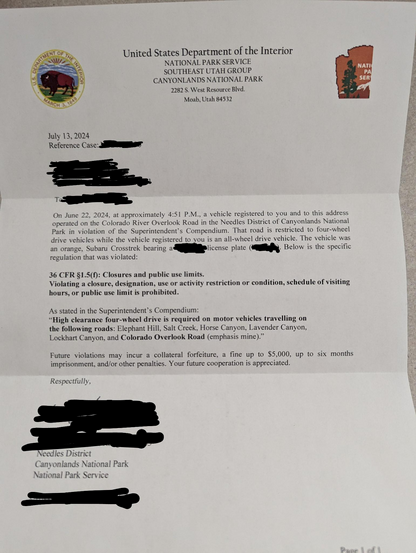 United States Department of the Interior
NATIONAL PARK SERVICE
SOUTHEAST UTAH GROUP
CANYONLANDS NATIONAL PARK
2282 S. West Resource Blvd.
Moab, Utah 84532
July 13, 2024
Reference Case:
On June 22, 2024, at approximately 4:51 P.M., a vehicle registered to you and to this address
operated on the Colorado River Overlook Road in the Needles District of Canyonlands National
Park in violation of the Superintendent's Compendium. That road is restricted to four-wheel
drive vehicles while the vehicle registered to you is an all-wheel drive vehicle. The vehicle was
an orange, Subaru Crosstrek bearing a license plate ( . Below is the specific
regulation that was violated:
36 CFR §1.5(f): Closures and public use limits.
Violating a closure, designation, use or activity restriction or condition, schedule of visiting
hours, or public use limit is prohibited.
As stated in the Superintendent's Compendium:
"High clearance four-wheel drive is required on motor vehicles travelling on
the following roads: Elephant Hill, Salt Creek, Horse Canyon, Lavender Canyon,
Lockhart Canyon, and Colorado Overlook Road (emphasis mine)."
Future violations may incur a collateral forfeiture, a fine up to $5,000, up to six months
imprisonment, and/or other penalties. Your future cooperation is appreciated.
Respectfully,
Needles District
Canyonlands National Park
National Park Service
Page 1 of 1